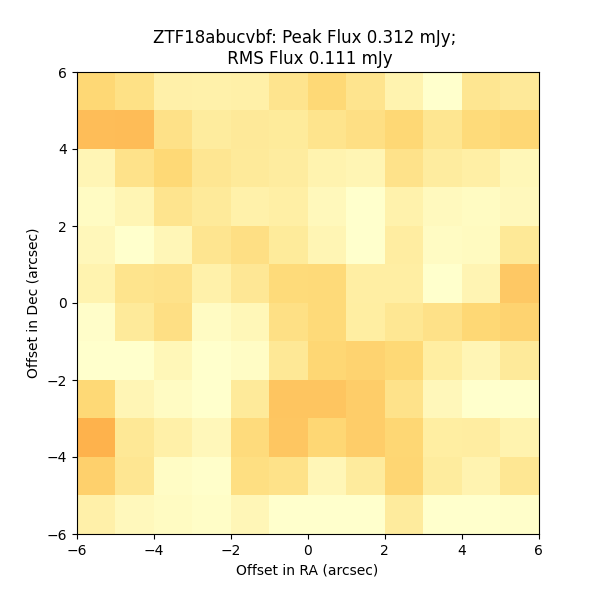 ZTF18abucvbf: Peak Flux 0.312 mJy;
RMS Flux 0.111 mJy
6
4
2
0
−2
−4
−6
Offset in Dec (arcsec)
−6 −4 −2 0 2 4 6
Offset in RA (arcsec)